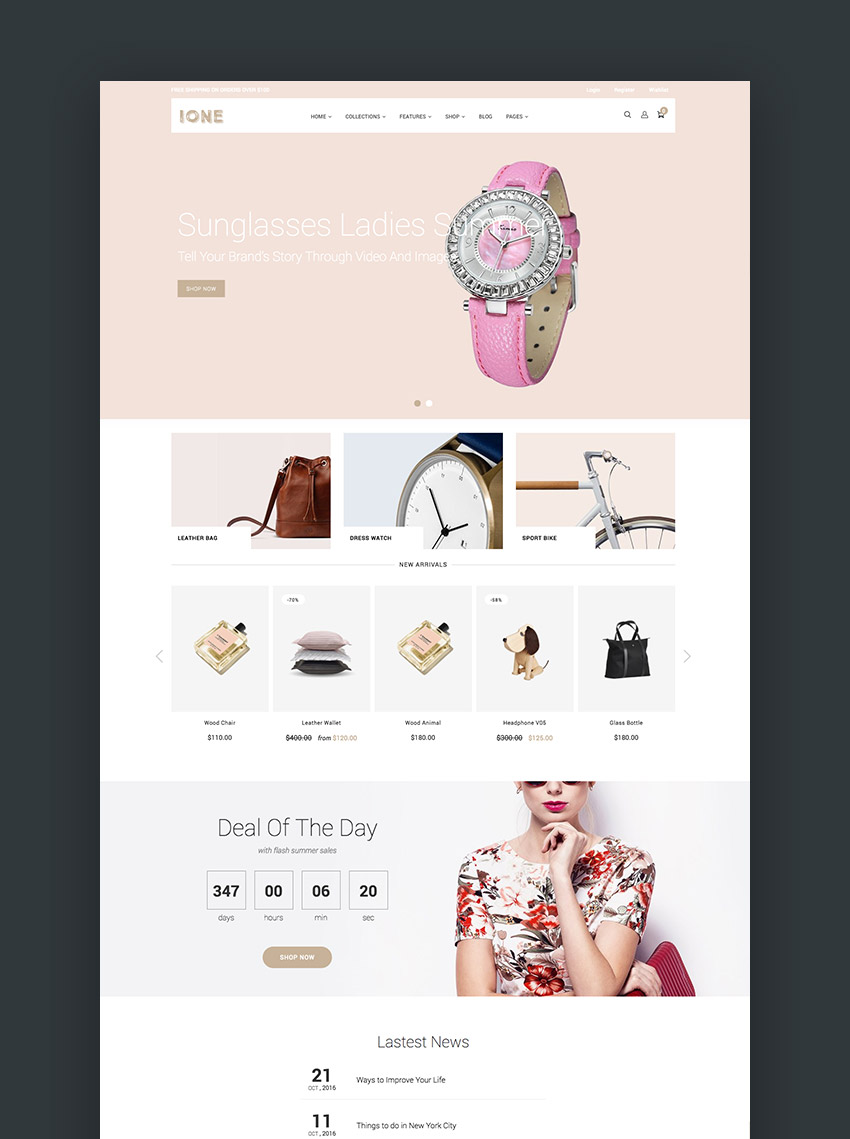 FREE SHIPPING ON ORDERS OVER $100
Login Register Wishlist
IONE
HOME COLLECTIONS FEATURES SHOP BLOG PAGES
0
Sunglasses Ladies Summer
Tell Your Brand's Story Through Video And Images
SHOP NOW
LEATHER BAG
DRESS WATCH
SPORT BIKE
NEW ARRIVALS
-70%
-58%
Wood Chair
$110.00
Leather Wallet
$400.00 from $120.00
Wood Animal
$180.00
Headphone V05
$300.00 $125.00
Glass Bottle
$180.00
Deal Of The Day
with flash summer sales
347 00 06 20
days hours min sec
SHOP NOW
Lastest News
21
OCT , 2016
Ways to Improve Your Life
11
OCT , 2016
Things to do in New York City